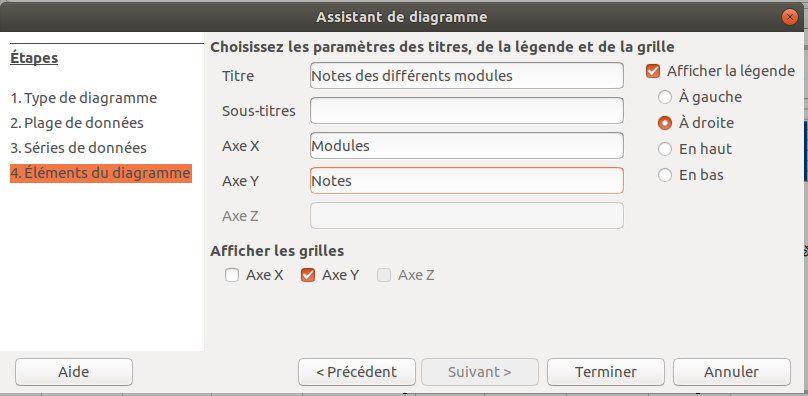 Assistant de diagramme
Étapes
1. Type de diagramme
2. Plage de données
3. Séries de données
4. Éléments du diagramme
Choisissez les paramètres des titres, de la légende et de la grille
Titre Notes des différents modules
Sous-titres
Axe X Modules
Axe Y Notes
Axe Z
Afficher la légende
À gauche
À droite
En haut
En bas
Afficher les grilles
Axe X Axe Y Axe Z
Aide < Précédent Suivant > Terminer Annuler